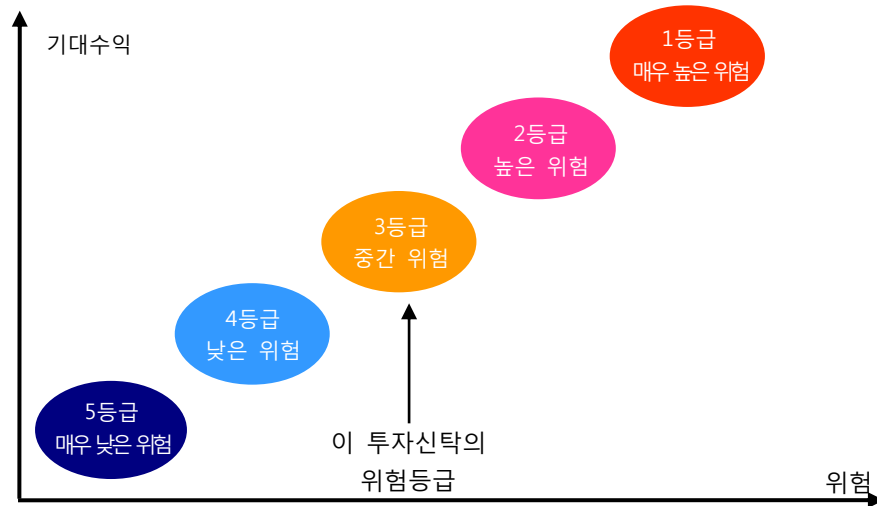 기대수익
1등급
매우 높은 위험
2등급
높은 위험
3등급
중간 위험
4등급
낮은 위험
5등급
매우 낮은 위험
이 투자신탁의
위험등급
위험